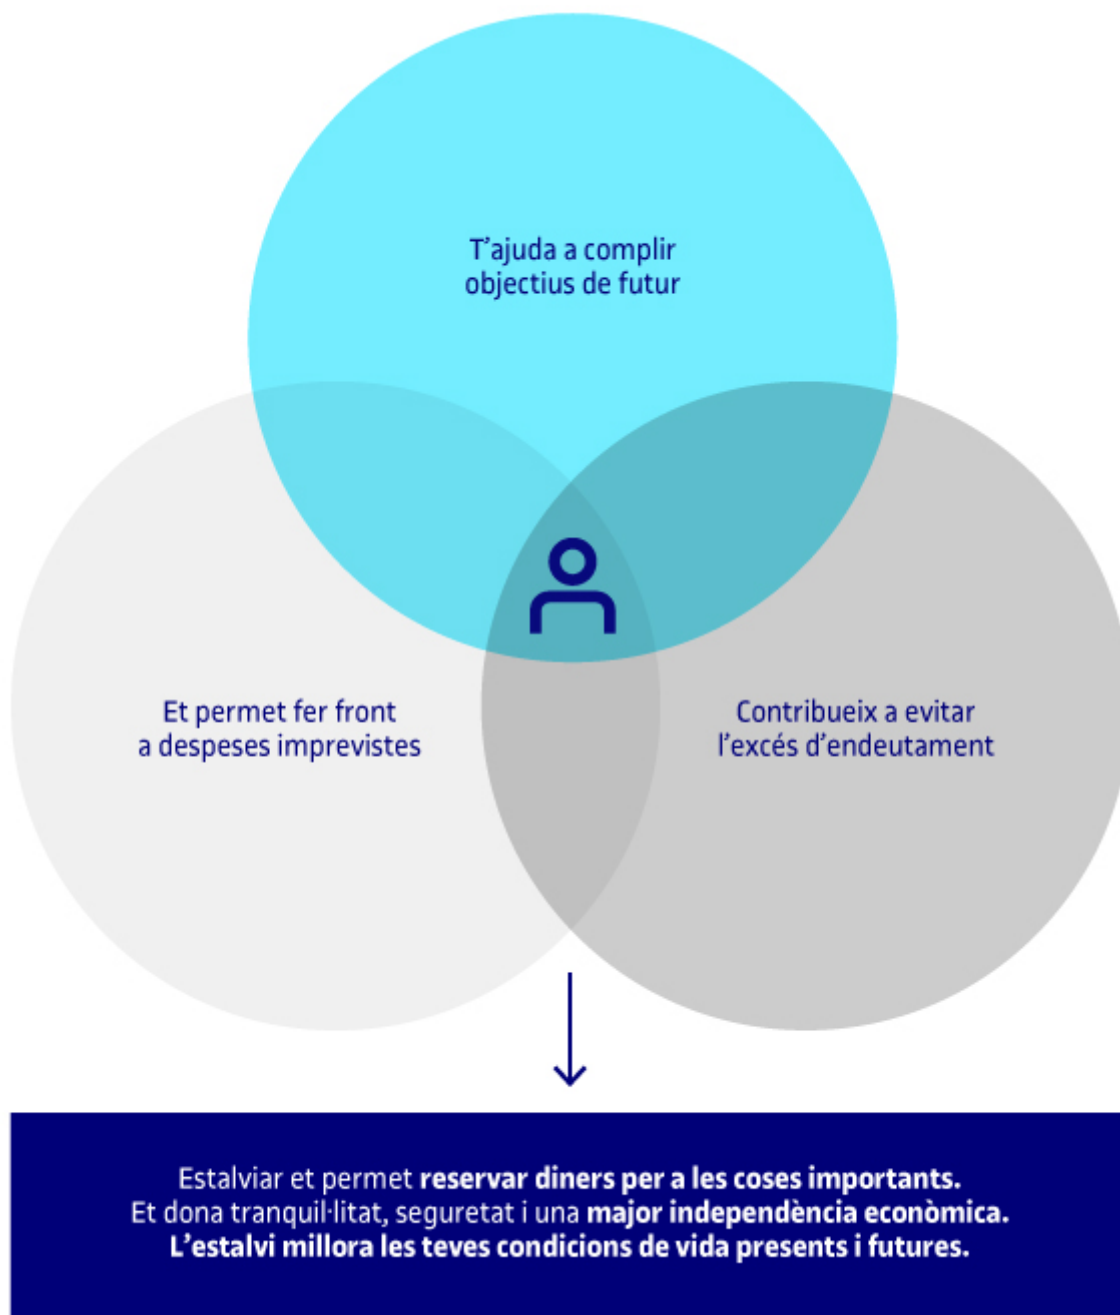 T’ajuda a complir
objectius de futur
Et permet fer front
a despeses imprevistes
Contribueix a evitar
l’excés d’endeutament
Estalviar et permet reservar diners per a les coses importants.
Et dona tranquil·litat, seguretat i una major independència econòmica.
L’estalvi millora les teves condicions de vida presents i futures.